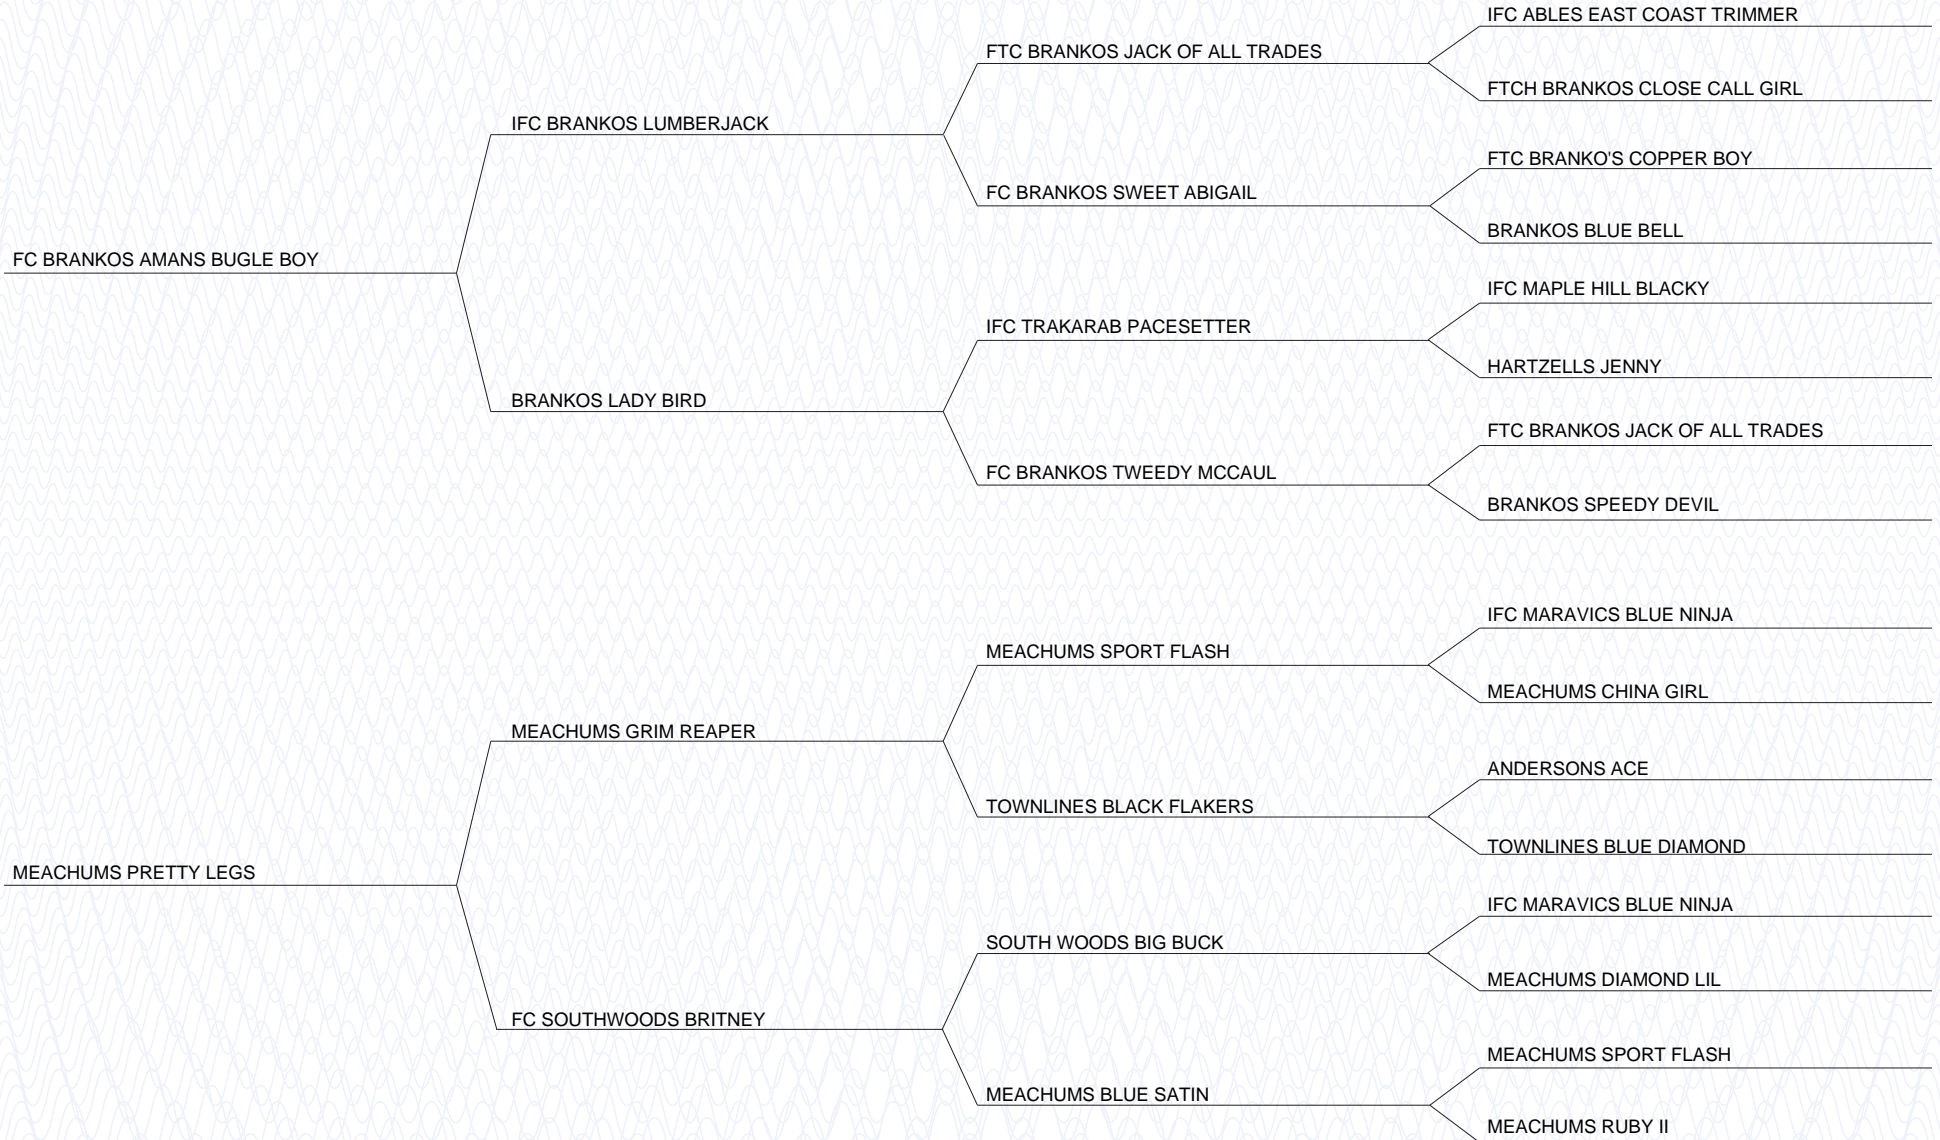 IFC ABLES EAST COAST TRIMMER
FTC BRANKOS JACK OF ALL TRADES
FTCH BRANKOS CLOSE CALL GIRL
IFC BRANKOS LUMBERJACK
FTC BRANKO'S COPPER BOY
FC BRANKOS SWEET ABIGAIL
BRANKOS BLUE BELL
FC BRANKOS AMANS BUGLE BOY
IFC MAPLE HILL BLACKY
IFC TRAKARAB PACESETTER
HARTZELLS JENNY
BRANKOS LADY BIRD
FTC BRANKOS JACK OF ALL TRADES
FC BRANKOS TWEEDY MCCAUL
BRANKOS SPEEDY DEVIL
IFC MARAVICS BLUE NINJA
MEACHUMS SPORT FLASH
MEACHUMS CHINA GIRL
MEACHUMS GRIM REAPER
ANDERSONS ACE
TOWNLINES BLACK FLAKERS
TOWNLINES BLUE DIAMOND
MEACHUMS PRETTY LEGS
IFC MARAVICS BLUE NINJA
SOUTH WOODS BIG BUCK
MEACHUMS DIAMOND LIL
FC SOUTHWOODS BRITNEY
MEACHUMS SPORT FLASH
MEACHUMS BLUE SATIN
MEACHUMS RUBY II